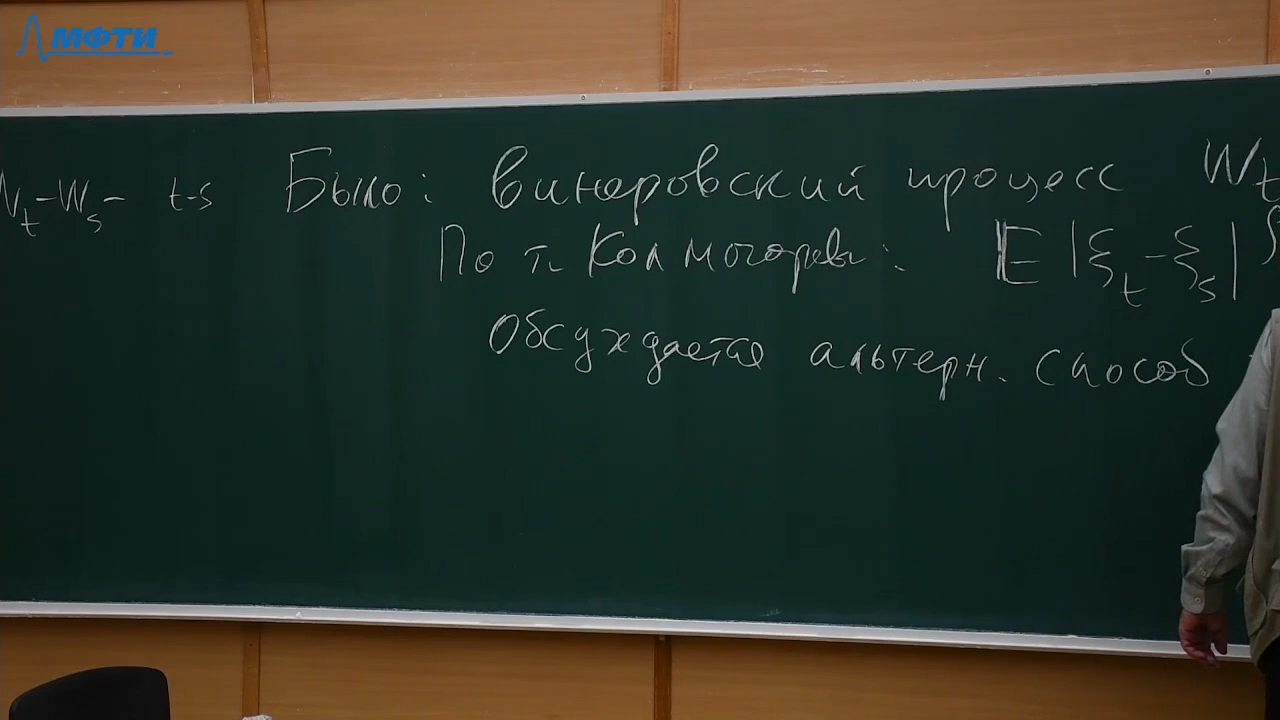 МФТИ
W_t - W_s - t-s Было: Винеровский процесс W_t
По т. Колмогорова: E|ξ_t - ξ_s|
Обсуждается альтерн. способ